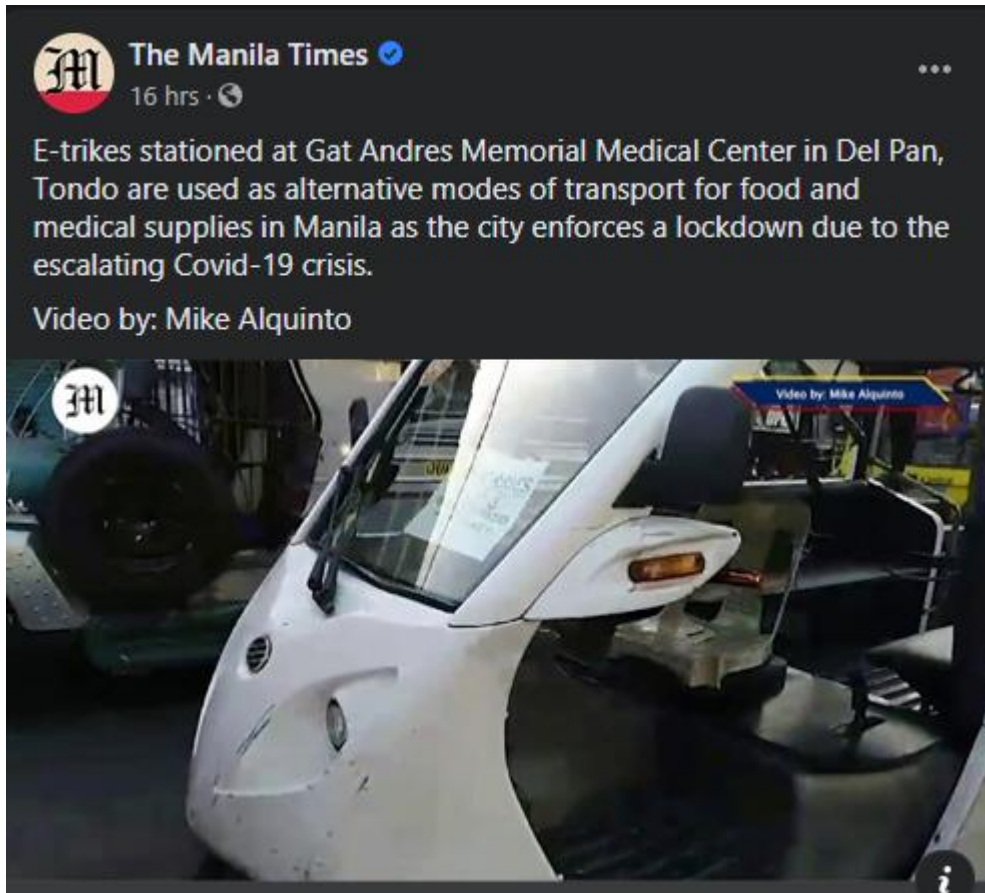 The Manila Times
16 hrs
E-trikes stationed at Gat Andres Memorial Medical Center in Del Pan,
Tondo are used as alternative modes of transport for food and
medical supplies in Manila as the city enforces a lockdown due to the
escalating Covid-19 crisis.
Video by: Mike Alquinto
M
Video by: Mike Alquinto